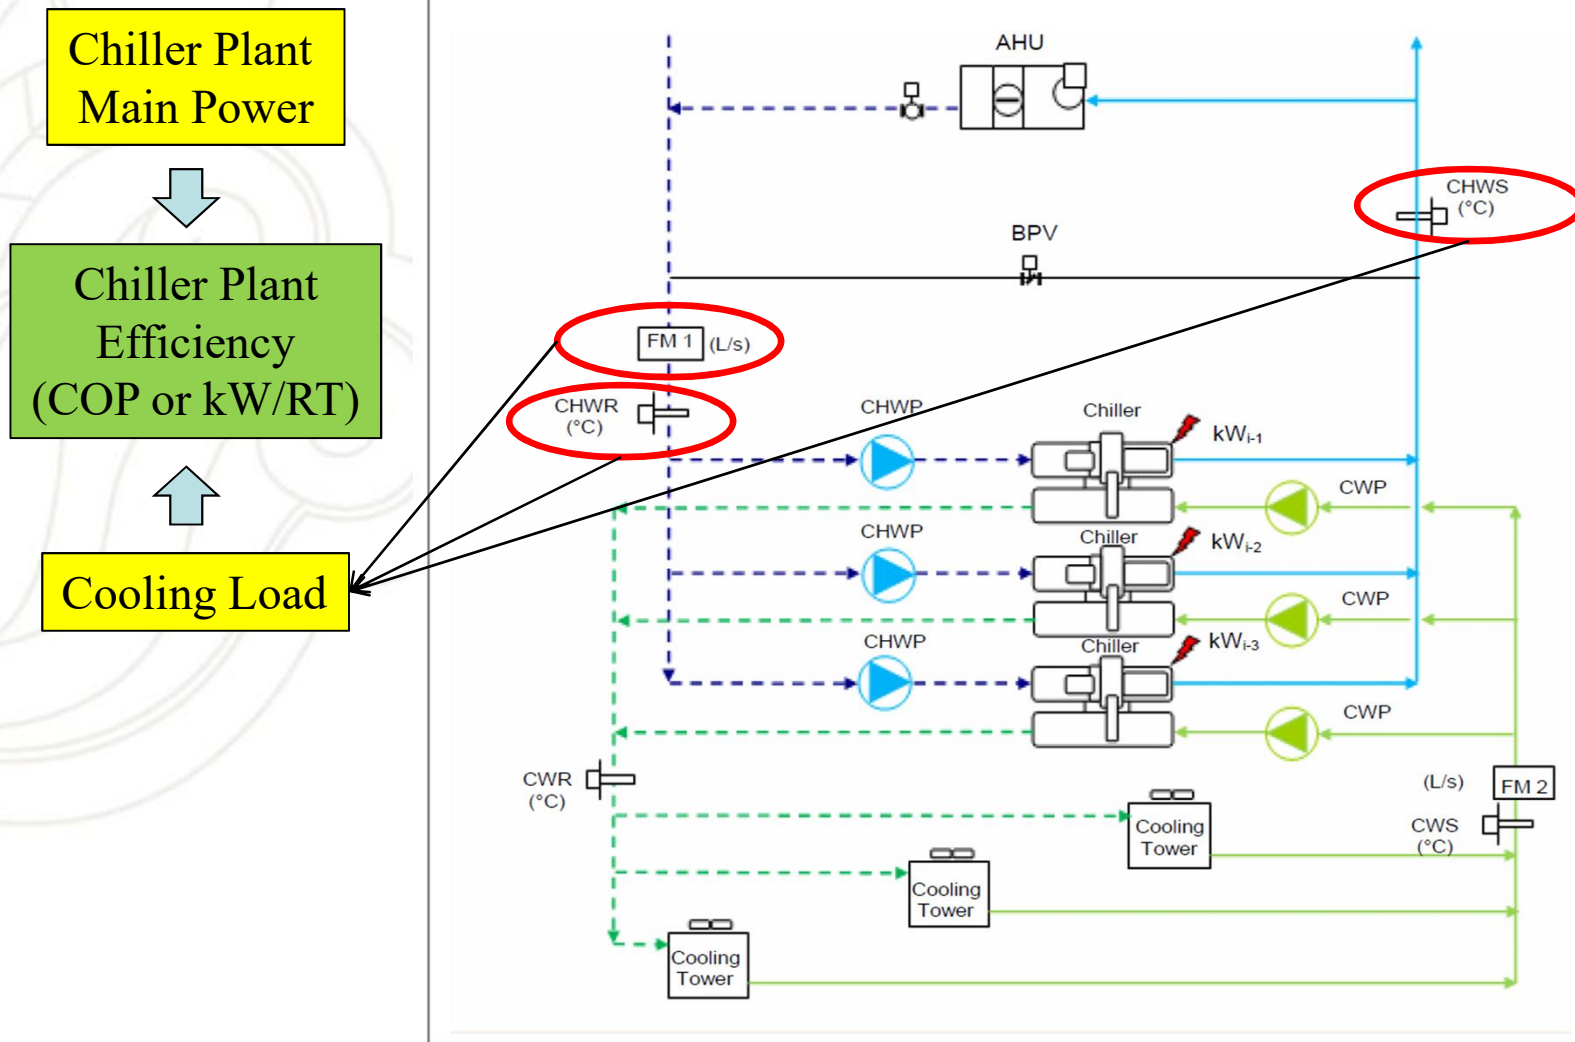 Chiller Plant
Main Power
Chiller Plant
Efficiency
(COP or kW/RT)
Cooling Load
AHU
CHWS
(°C)
BPV
FM 1 (L/s)
CHWR
(°C)
CHWP
Chiller
kWi-1
CWP
CHWP
Chiller
kWi-2
CWP
CHWP
Chiller
kWi-3
CWP
CWR
(°C)
(L/s)
FM 2
CWS
(°C)
Cooling
Tower
Cooling
Tower
Cooling
Tower